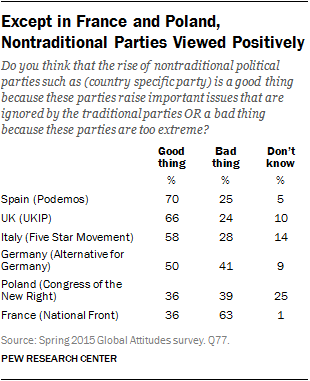 Except in France and Poland,
Nontraditional Parties Viewed Positively
Do you think that the rise of nontraditional political
parties such as (country specific party) is a good thing
because these parties raise important issues that are
ignored by the traditional parties OR a bad thing
because these parties are too extreme?
Good thing Bad thing Don't know
% % %
Spain (Podemos) 70 25 5
UK (UKIP) 66 24 10
Italy (Five Star Movement) 58 28 14
Germany (Alternative for
Germany) 50 41 9
Poland (Congress of the
New Right) 36 39 25
France (National Front) 36 63 1
Source: Spring 2015 Global Attitudes survey. Q77.
PEW RESEARCH CENTER